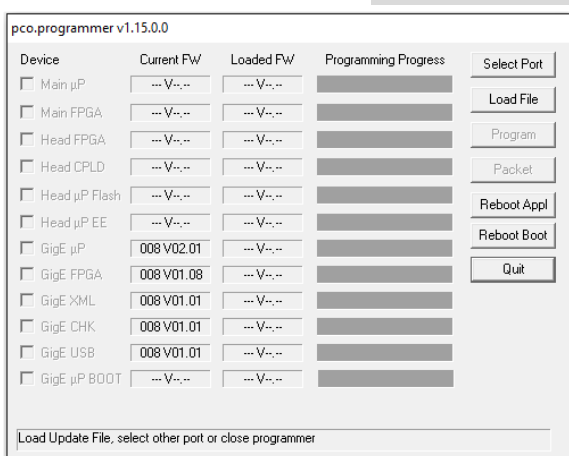 pco.programmer v1.15.0.0
Device Current FW Loaded FW Programming Progress Select Port
Main µP --- V--.-- --- V--.--
Load File
Main FPGA --- V--.-- --- V--.--
Head FPGA --- V--.-- --- V--.-- Program
Head CPLD --- V--.-- --- V--.-- Packet
Head µP Flash --- V--.-- --- V--.-- Reboot Appl
Head µP EE --- V--.-- --- V--.--
Reboot Boot
GigE µP 008 V02.01 --- V--.--
GigE FPGA 008 V01.08 --- V--.-- Quit
GigE XML 008 V01.01 --- V--.--
GigE CHK 008 V01.01 --- V--.--
GigE USB 008 V01.01 --- V--.--
GigE µP BOOT --- V--.-- --- V--.--
Load Update File, select other port or close programmer